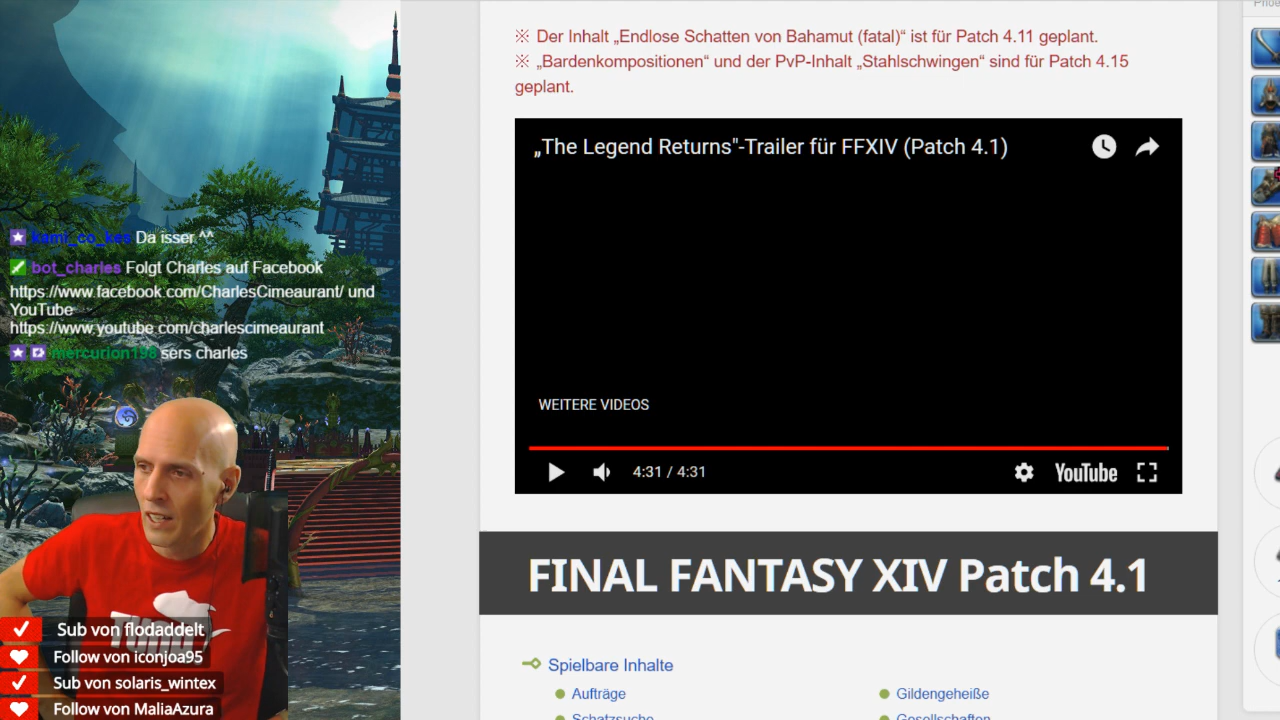 ※ Der Inhalt „Endlose Schatten von Bahamut (fatal)“ ist für Patch 4.11 geplant.
※ „Bardenkompositionen“ und der PvP-Inhalt „Stahlschwingen“ sind für Patch 4.15
geplant.
„The Legend Returns"-Trailer für FFXIV (Patch 4.1)
WEITERE VIDEOS
4:31 / 4:31
YouTube
FINAL FANTASY XIV Patch 4.1
Spielbare Inhalte
Aufträge
Gildengeheiße
Schatzsuche
Gesellschaften
kami_co_kes Da isser ^^
bot_charles Folgt Charles auf Facebook
https://www.facebook.com/CharlesCimeaurant/ und
YouTube
https://www.youtube.com/charlescimeaurant
mercurion198 sers charles
Sub von flodaddelt
Follow von iconjoa95
Sub von solaris_wintex
Follow von MaliaAzura